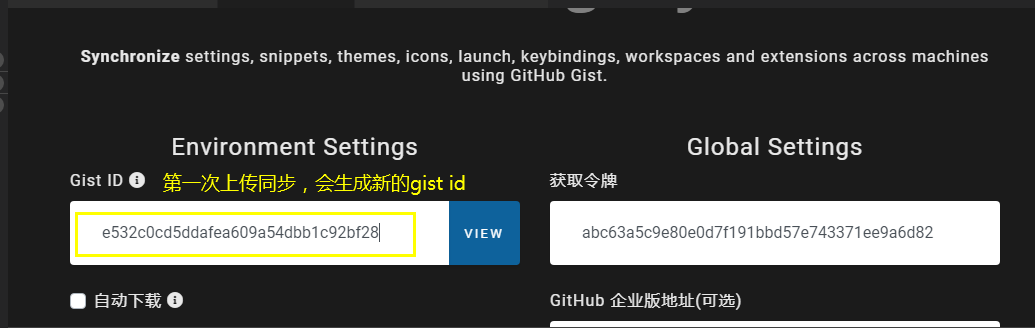 Synchronize settings, snippets, themes, icons, launch, keybindings, workspaces and extensions across machines
using GitHub Gist.
Environment Settings
Gist ID 第一次上传同步，会生成新的gist id
e532c0cd5ddafea609a54dbb1c92bf28
VIEW
自动下载
Global Settings
获取令牌
abc63a5c9e80e0d7f191bbd57e743371ee9a6d82
GitHub 企业版地址(可选)